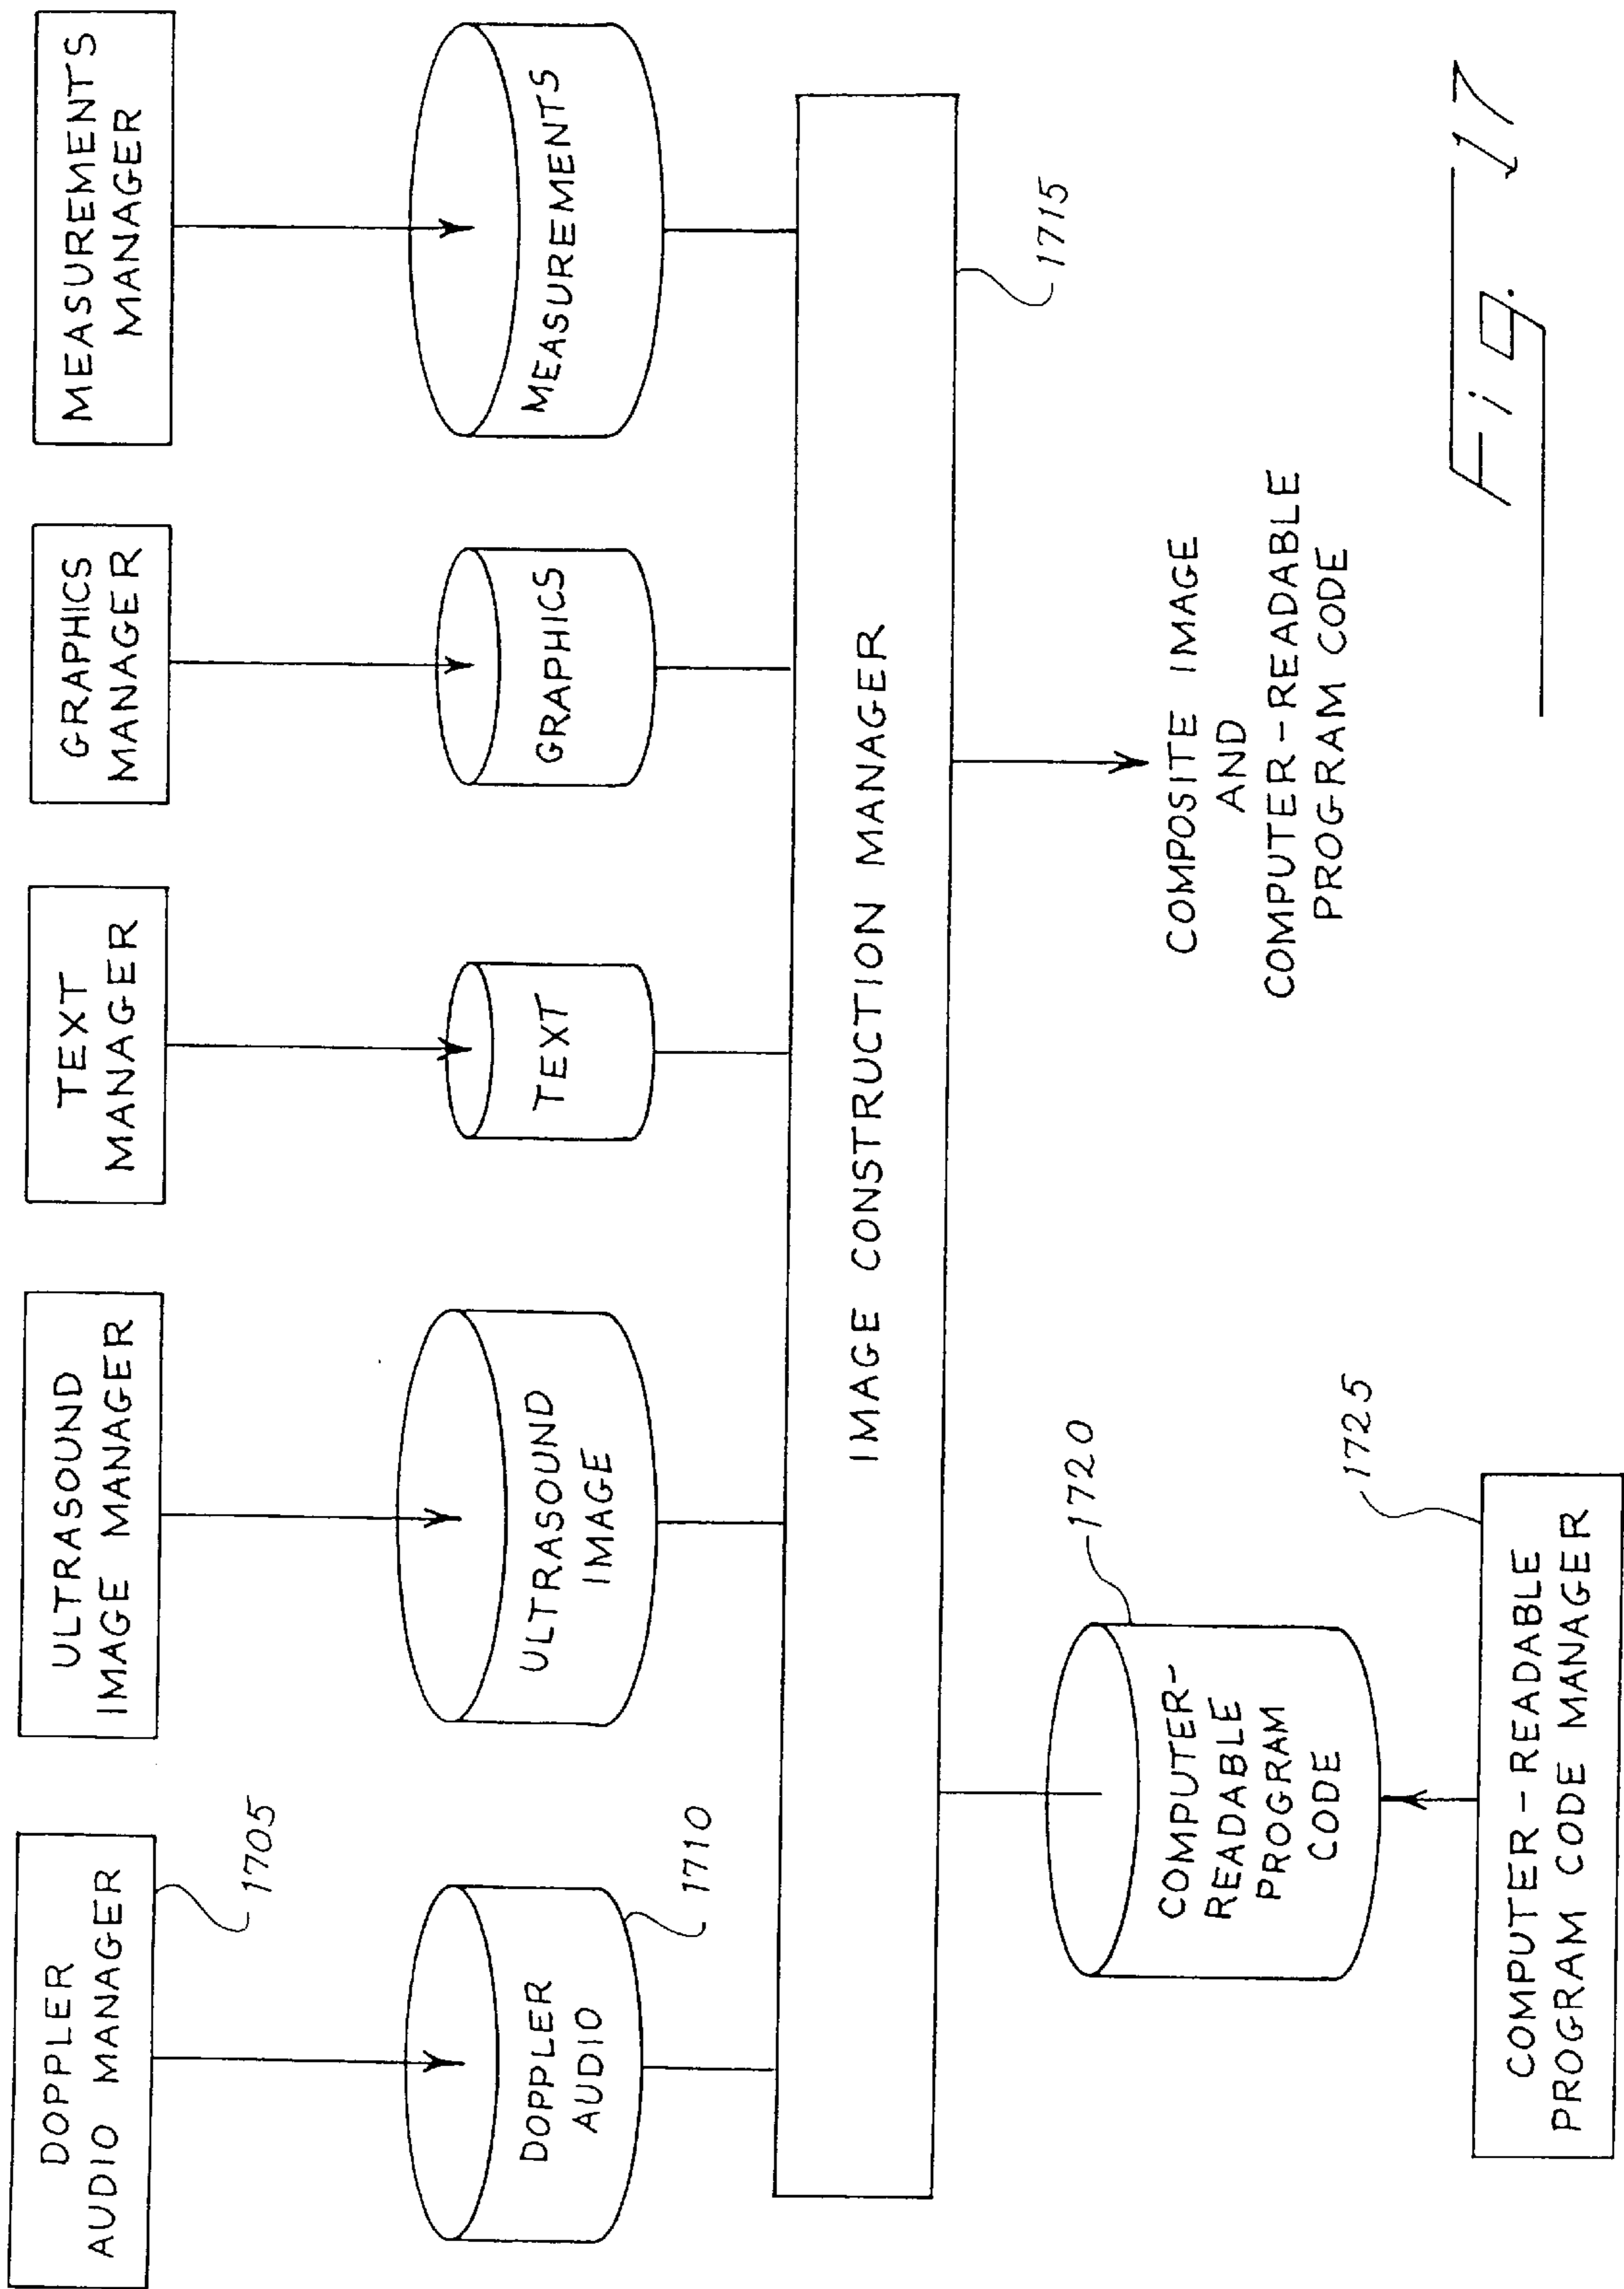 DOPPLER
AUDIO MANAGER
1705
ULTRASOUND
IMAGE MANAGER
TEXT
MANAGER
GRAPHICS
MANAGER
MEASUREMENTS
MANAGER
DOPPLER
AUDIO
1710
ULTRASOUND
IMAGE
TEXT
GRAPHICS
MEASUREMENTS
IMAGE CONSTRUCTION MANAGER
1715
COMPUTER-
READABLE
PROGRAM
CODE
1720
COMPUTER-READABLE
PROGRAM CODE MANAGER
1725
COMPOSITE IMAGE
AND
COMPUTER-READABLE
PROGRAM CODE
Fig. 17